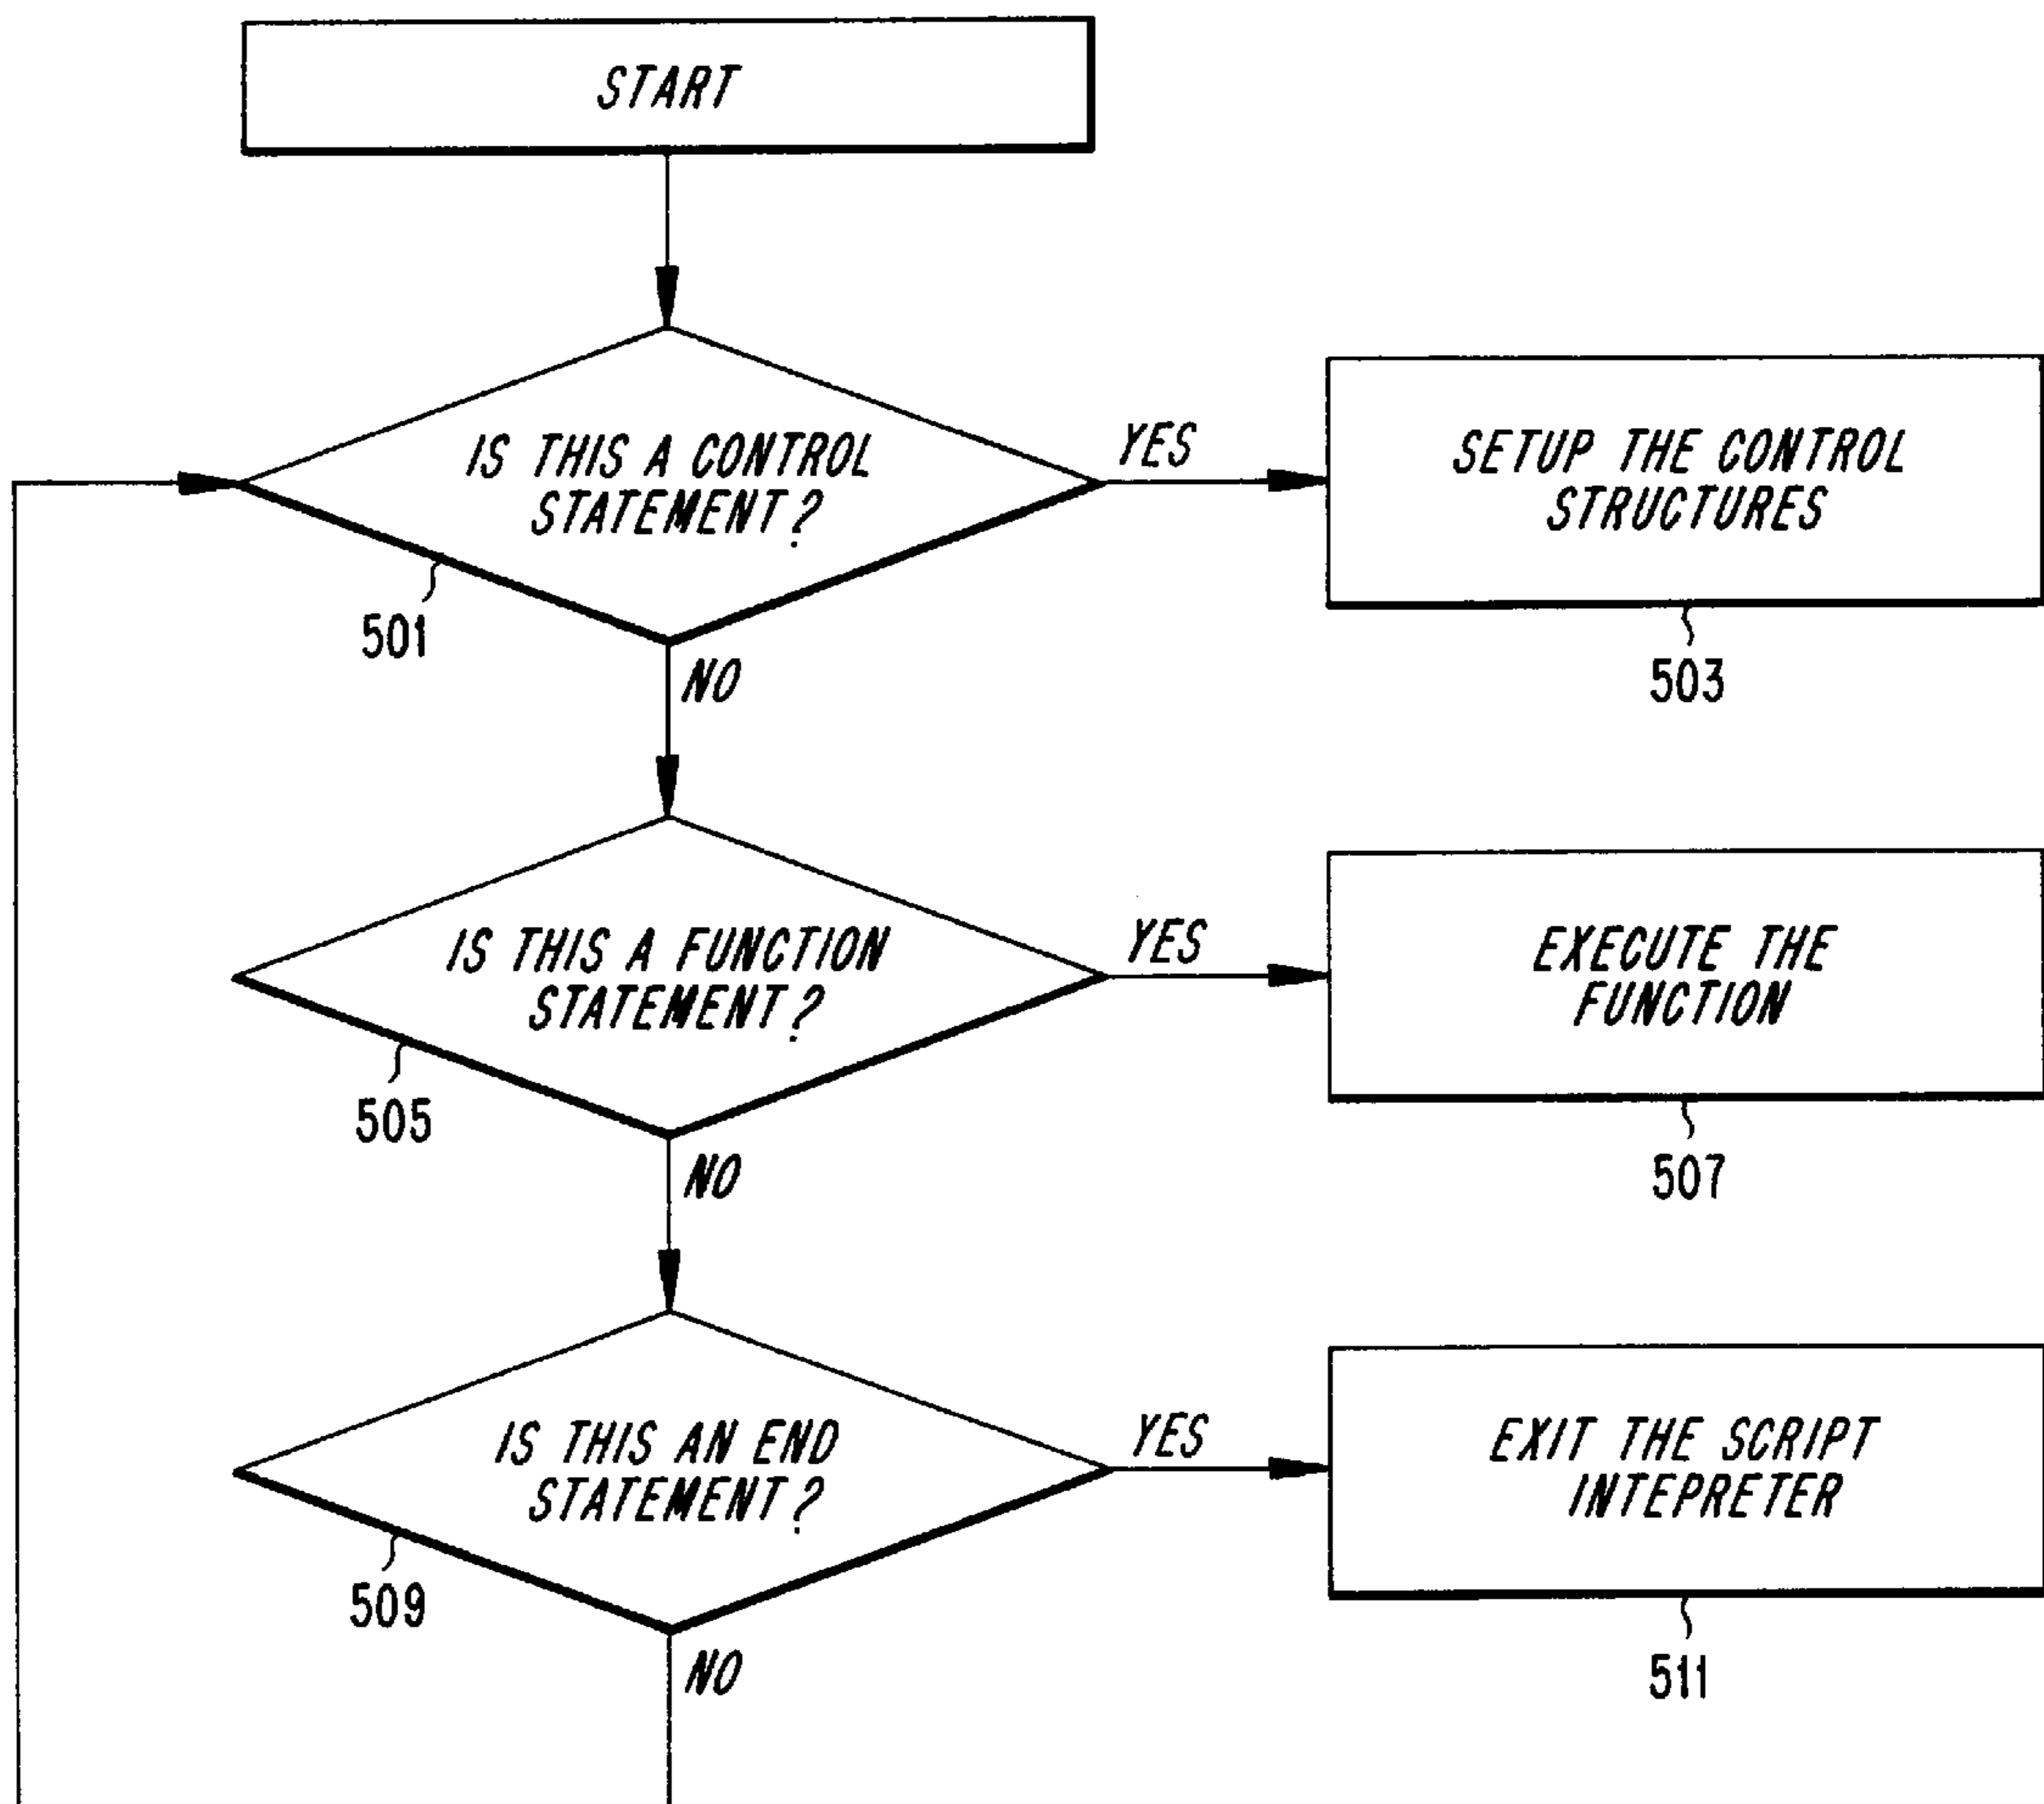 START
IS THIS A CONTROL
STATEMENT?
YES
SETUP THE CONTROL
STRUCTURES
501
503
NO
IS THIS A FUNCTION
STATEMENT?
YES
EXECUTE THE
FUNCTION
505
507
NO
IS THIS AN END
STATEMENT?
YES
EXIT THE SCRIPT
INTEPRETER
509
511
NO